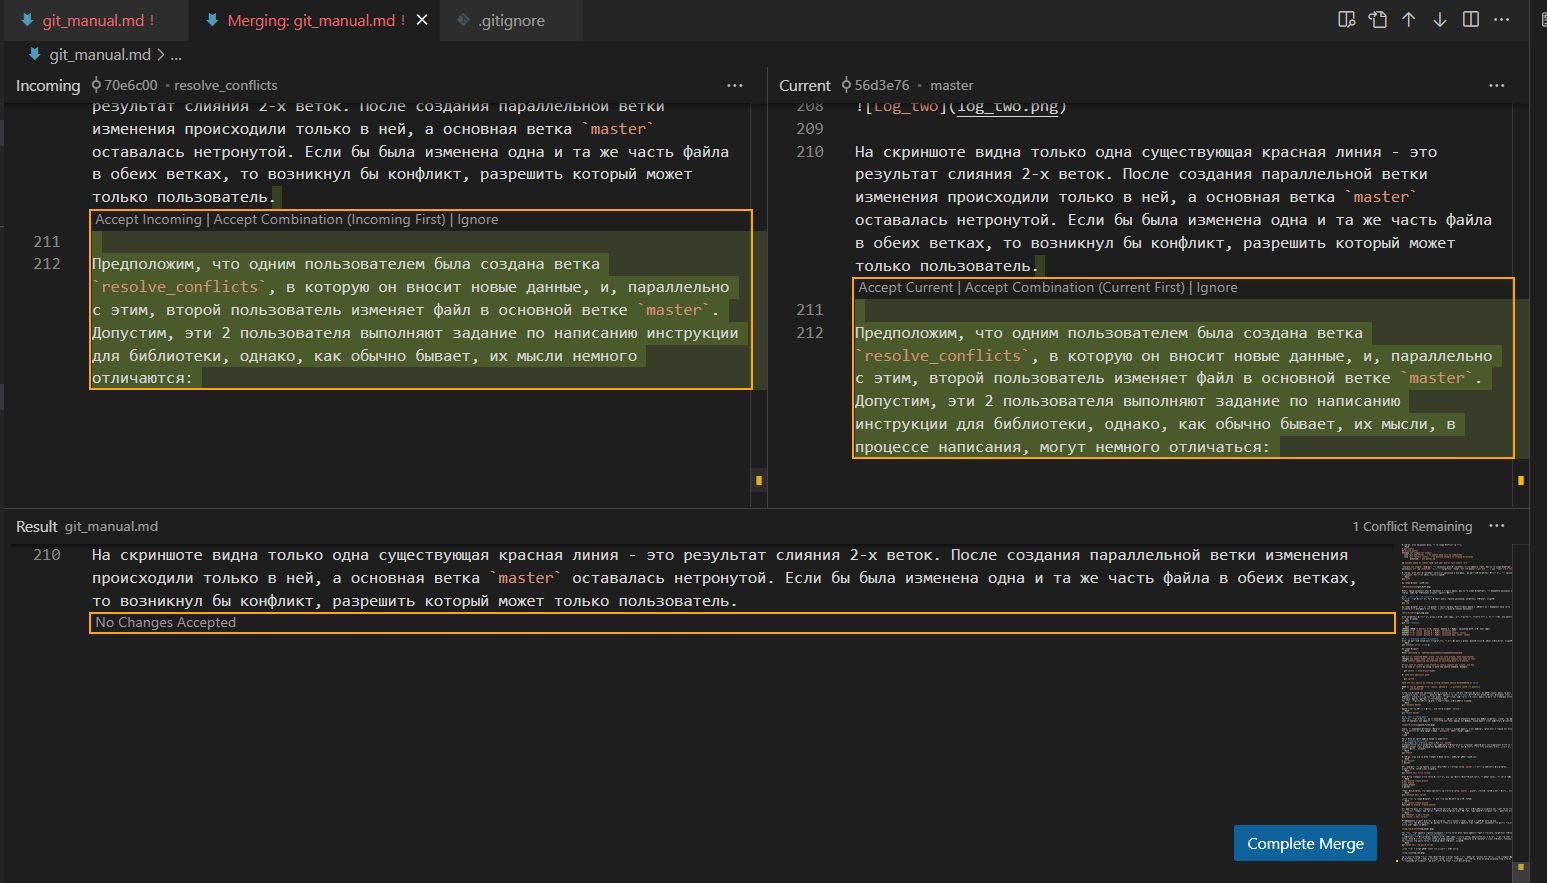 git_manual.md !
Merging: git_manual.md !
.gitignore
git_manual.md > ...
Incoming 70e6c00 • resolve_conflicts
результат слияния 2-х веток. После создания параллельной ветки
изменения происходили только в ней, а основная ветка `master`
оставалась нетронутой. Если бы была изменена одна и та же часть файла
в обеих ветках, то возникнул бы конфликт, разрешить который может
только пользователь.
Accept Incoming | Accept Combination (Incoming First) | Ignore
211
212 Предположим, что одним пользователем была создана ветка
`resolve_conflicts`, в которую он вносит новые данные, и, параллельно
с этим, второй пользователь изменяет файл в основной ветке `master`.
Допустим, эти 2 пользователя выполняют задание по написанию инструкции
для библиотеки, однако, как обычно бывает, их мысли немного
отличаются:
Current 56d3e76 • master
208 ![Log_two](log_two.png)
209
210 На скриншоте видна только одна существующая красная линия - это
результат слияния 2-х веток. После создания параллельной ветки
изменения происходили только в ней, а основная ветка `master`
оставалась нетронутой. Если бы была изменена одна и та же часть файла
в обеих ветках, то возникнул бы конфликт, разрешить который может
только пользователь.
Accept Current | Accept Combination (Current First) | Ignore
211
212 Предположим, что одним пользователем была создана ветка
`resolve_conflicts`, в которую он вносит новые данные, и, параллельно
с этим, второй пользователь изменяет файл в основной ветке `master`.
Допустим, эти 2 пользователя выполняют задание по написанию
инструкции для библиотеки, однако, как обычно бывает, их мысли, в
процессе написания, могут немного отличаться:
Result git_manual.md
1 Conflict Remaining
210 На скриншоте видна только одна существующая красная линия - это результат слияния 2-х веток. После создания параллельной ветки изменения
происходили только в ней, а основная ветка `master` оставалась нетронутой. Если бы была изменена одна и та же часть файла в обеих ветках,
то возникнул бы конфликт, разрешить который может только пользователь.
No Changes Accepted
Complete Merge